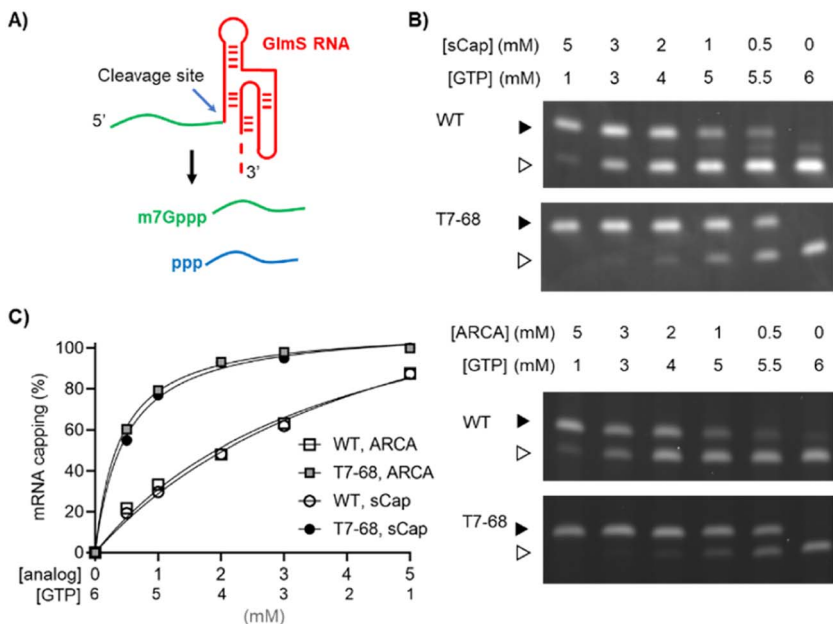 A)
GlmS RNA
Cleavage site
5’
3’
m7Gppp
ppp
B)
[sCap] (mM) 5 3 2 1 0.5 0
[GTP] (mM) 1 3 4 5 5.5 6
WT
T7-68
[ARCA] (mM) 5 3 2 1 0.5 0
[GTP] (mM) 1 3 4 5 5.5 6
WT
T7-68
C)
mRNA capping (%)
100
80
60
40
20
0
WT, ARCA
T7-68, ARCA
WT, sCap
T7-68, sCap
[analog] 0 1 2 3 4 5
[GTP] 6 5 4 3 2 1
(mM)